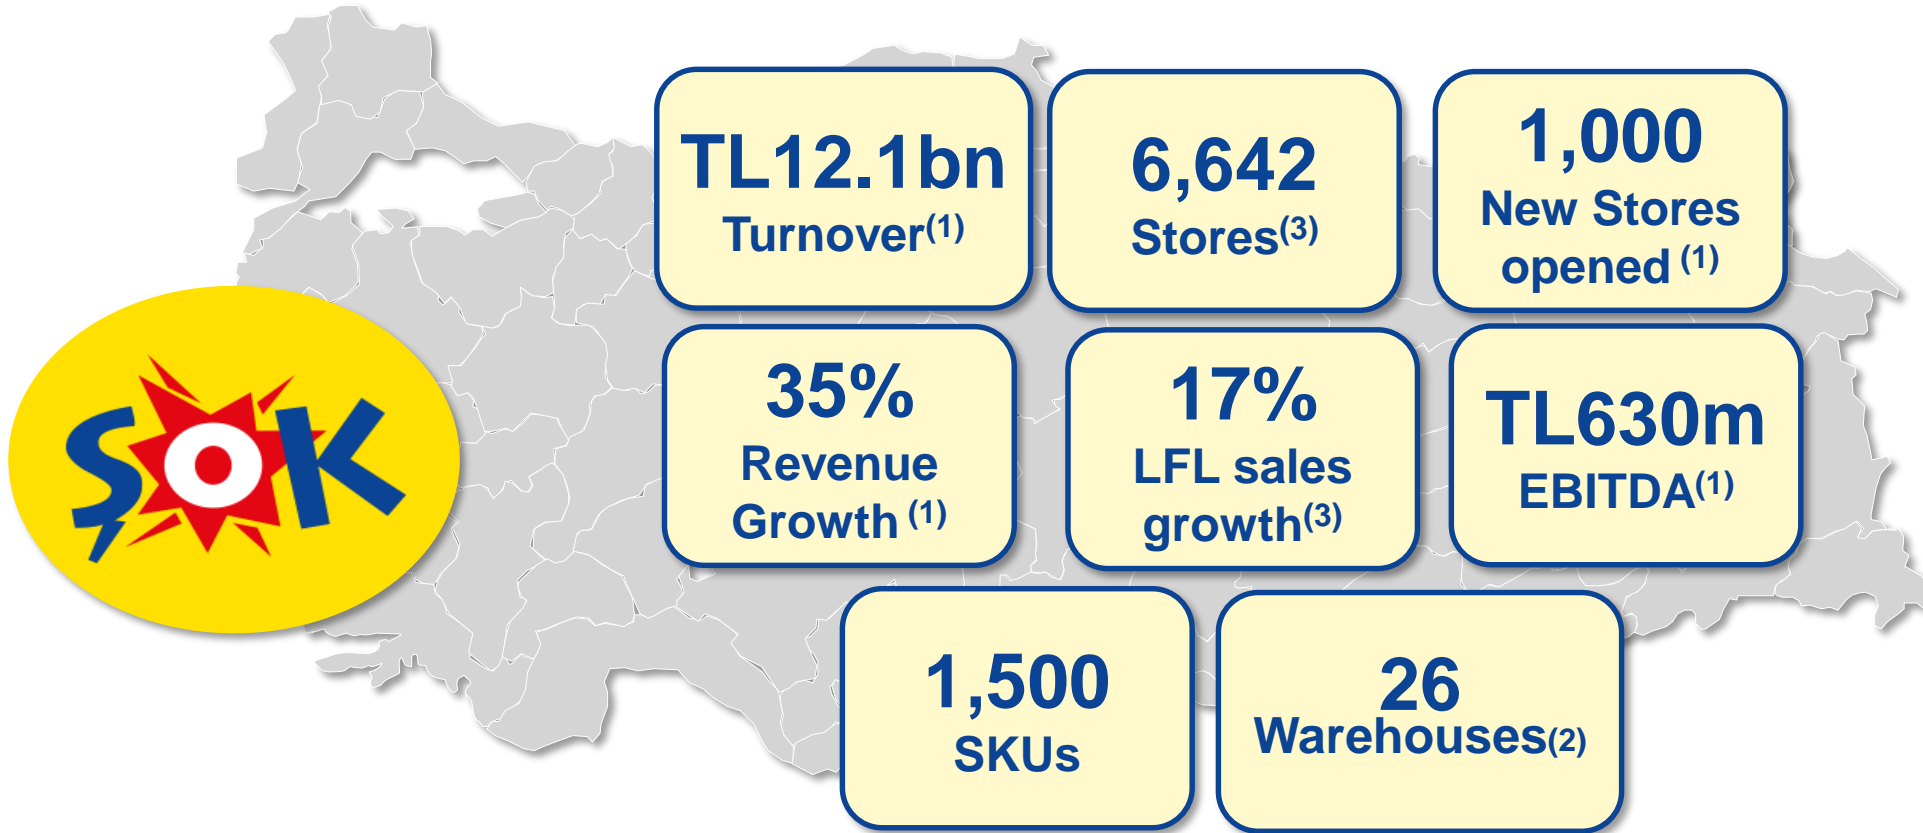 ŞOK
TL12.1bn
Turnover(1)
6,642
Stores(3)
1,000
New Stores
opened (1)
35%
Revenue
Growth (1)
17%
LFL sales
growth(3)
TL630m
EBITDA(1)
1,500
SKUs
26
Warehouses(2)